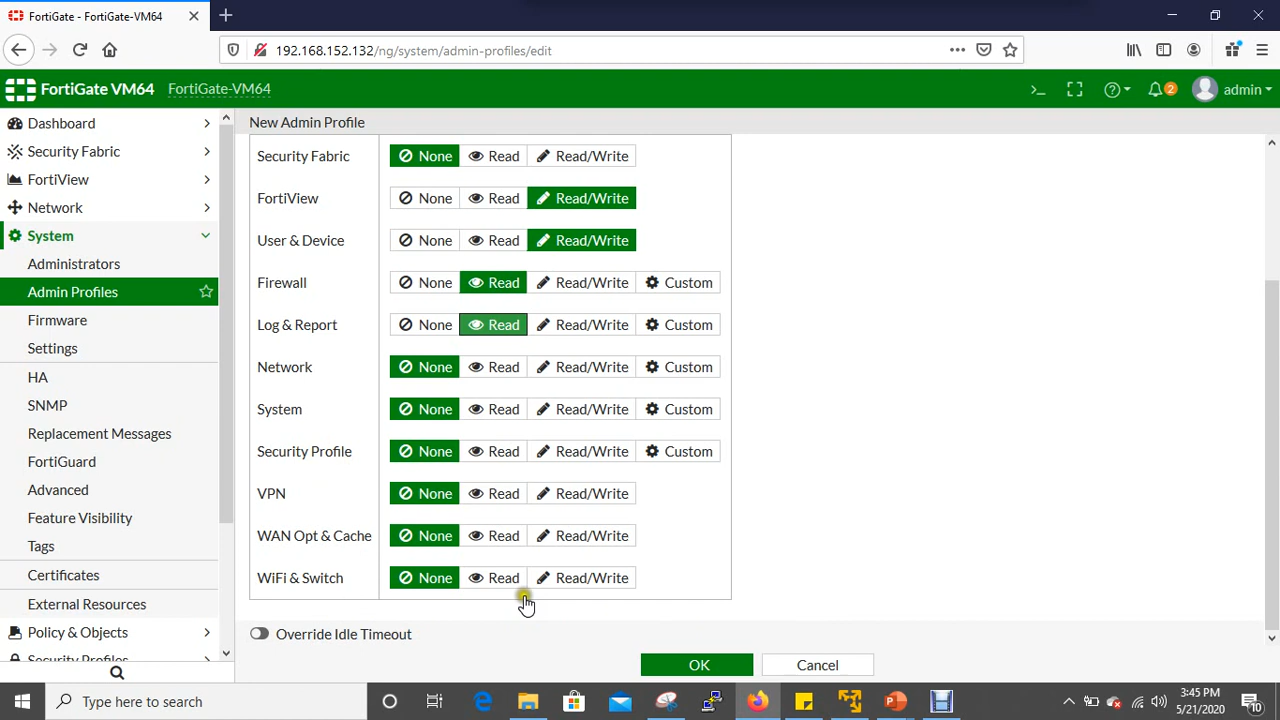 FortiGate - FortiGate-VM64
192.168.152.132/ng/system/admin-profiles/edit
FortiGate VM64
FortiGate-VM64
2
admin
Dashboard
Security Fabric
FortiView
Network
System
Administrators
Admin Profiles
Firmware
Settings
HA
SNMP
Replacement Messages
FortiGuard
Advanced
Feature Visibility
Tags
Certificates
External Resources
Policy & Objects
Security Profiles
New Admin Profile
Security Fabric None Read Read/Write
FortiView None Read Read/Write
User & Device None Read Read/Write
Firewall None Read Read/Write Custom
Log & Report None Read Read/Write Custom
Network None Read Read/Write Custom
System None Read Read/Write Custom
Security Profile None Read Read/Write Custom
VPN None Read Read/Write
WAN Opt & Cache None Read Read/Write
WiFi & Switch None Read Read/Write
Override Idle Timeout
OK Cancel
Type here to search
3:45 PM
5/21/2020
10